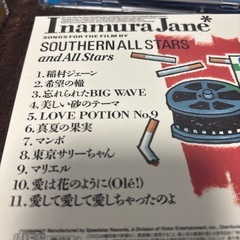 Inamura Jane*
SONGS FOR THE FILM BY
SOUTHERN ALL STARS
and All Stars
1. 稲村ジェーン
2. 希望の轍
3. 忘れられたBIG WAVE
4. 美しい砂のテーマ
5. LOVE POTION No.9
6. 真夏の果実
7. マンボ
8. 東京サリーちゃん
9. マリエル
10. 愛は花のように(Olé!)
11. 愛して愛して愛しちゃったのよ